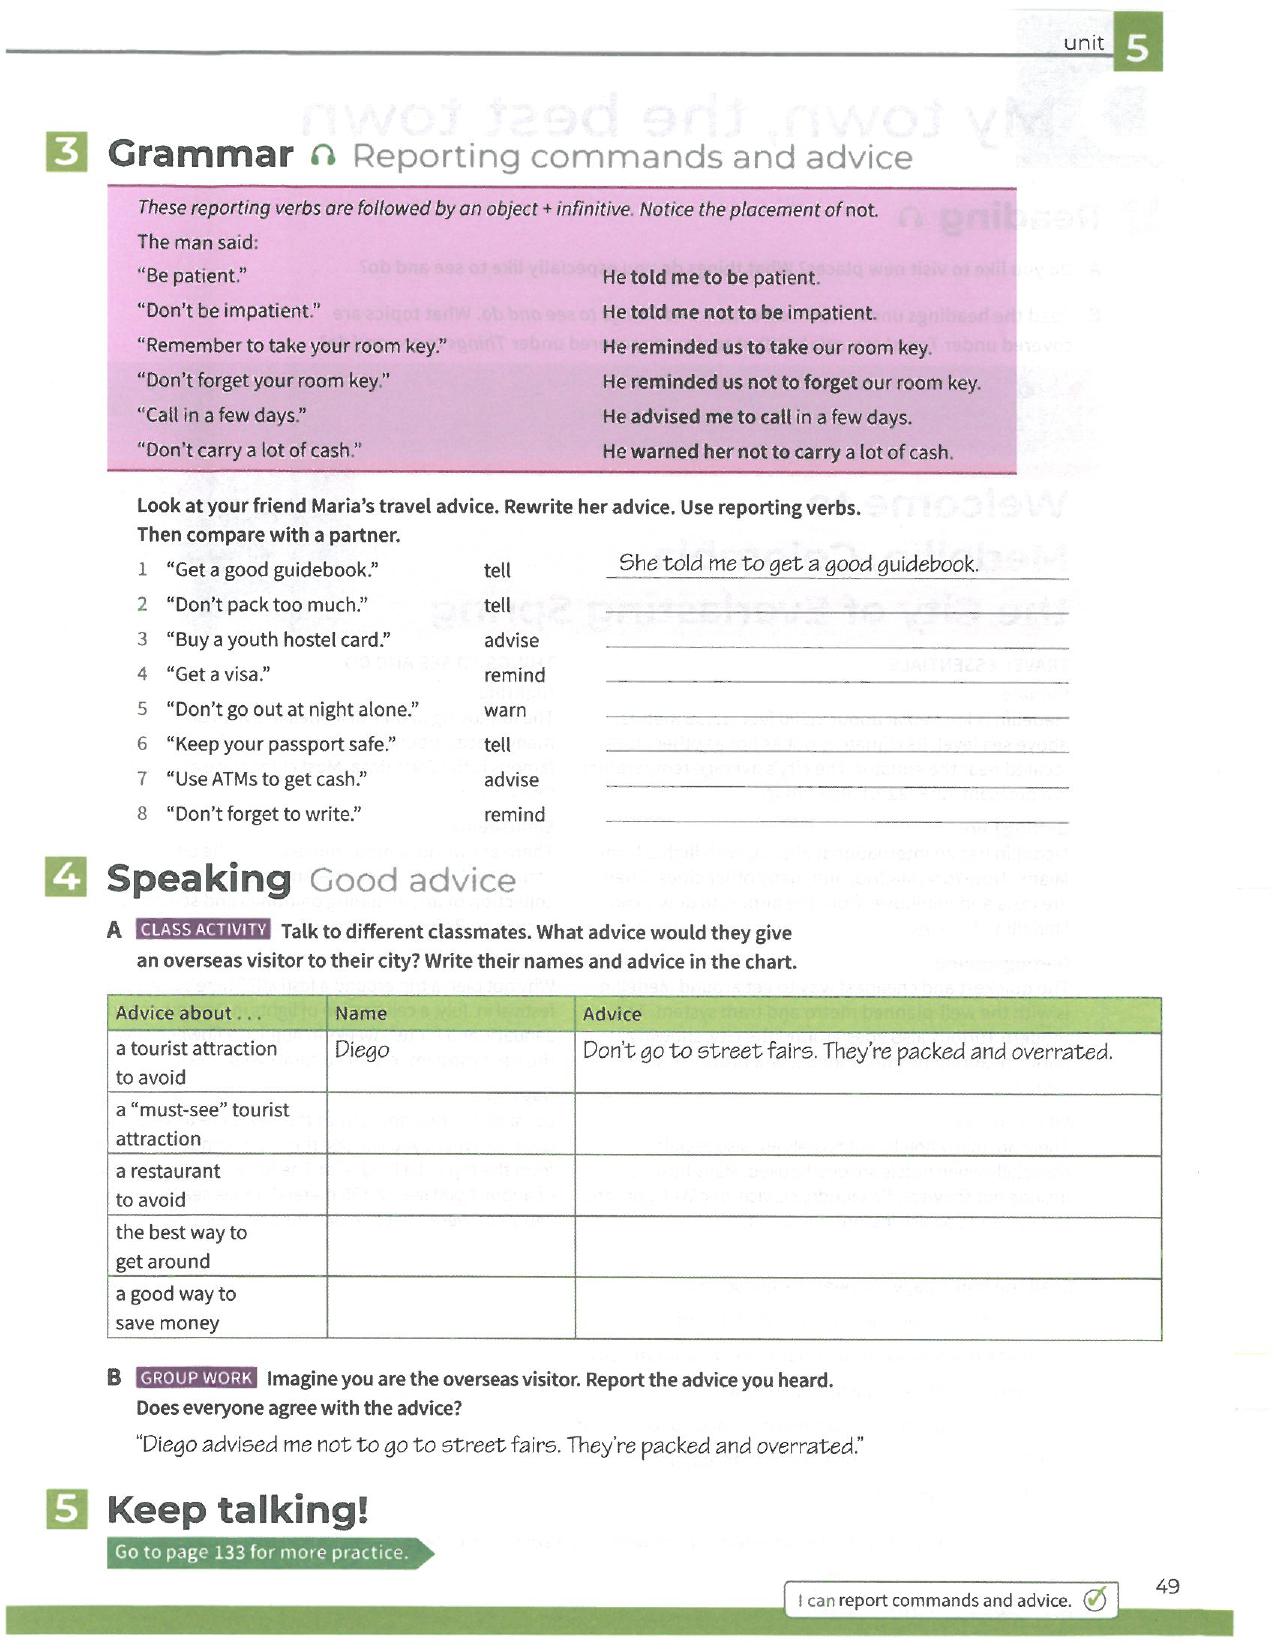 unit 5
3 Grammar Reporting commands and advice
These reporting verbs are followed by an object + infinitive. Notice the placement of not.
The man said:
"Be patient." He told me to be patient.
"Don't be impatient." He told me not to be impatient.
"Remember to take your room key." He reminded us to take our room key.
"Don't forget your room key." He reminded us not to forget our room key.
"Call in a few days." He advised me to call in a few days.
"Don't carry a lot of cash." He warned her not to carry a lot of cash.
Look at your friend Maria's travel advice. Rewrite her advice. Use reporting verbs.
Then compare with a partner.
1 "Get a good guidebook." tell She told me to get a good guidebook.
2 "Don't pack too much." tell
3 "Buy a youth hostel card." advise
4 "Get a visa." remind
5 "Don't go out at night alone." warn
6 "Keep your passport safe." tell
7 "Use ATMs to get cash." advise
8 "Don't forget to write." remind
4 Speaking Good advice
A CLASS ACTIVITY Talk to different classmates. What advice would they give
an overseas visitor to their city? Write their names and advice in the chart.
Advice about . . . Name Advice
a tourist attraction Diego Don't go to street fairs. They're packed and overrated.
to avoid
a "must-see" tourist
attraction
a restaurant
to avoid
the best way to
get around
a good way to
save money
B GROUP WORK Imagine you are the overseas visitor. Report the advice you heard.
Does everyone agree with the advice?
"Diego advised me not to go to street fairs. They're packed and overrated."
5 Keep talking!
Go to page 133 for more practice.
I can report commands and advice.
49